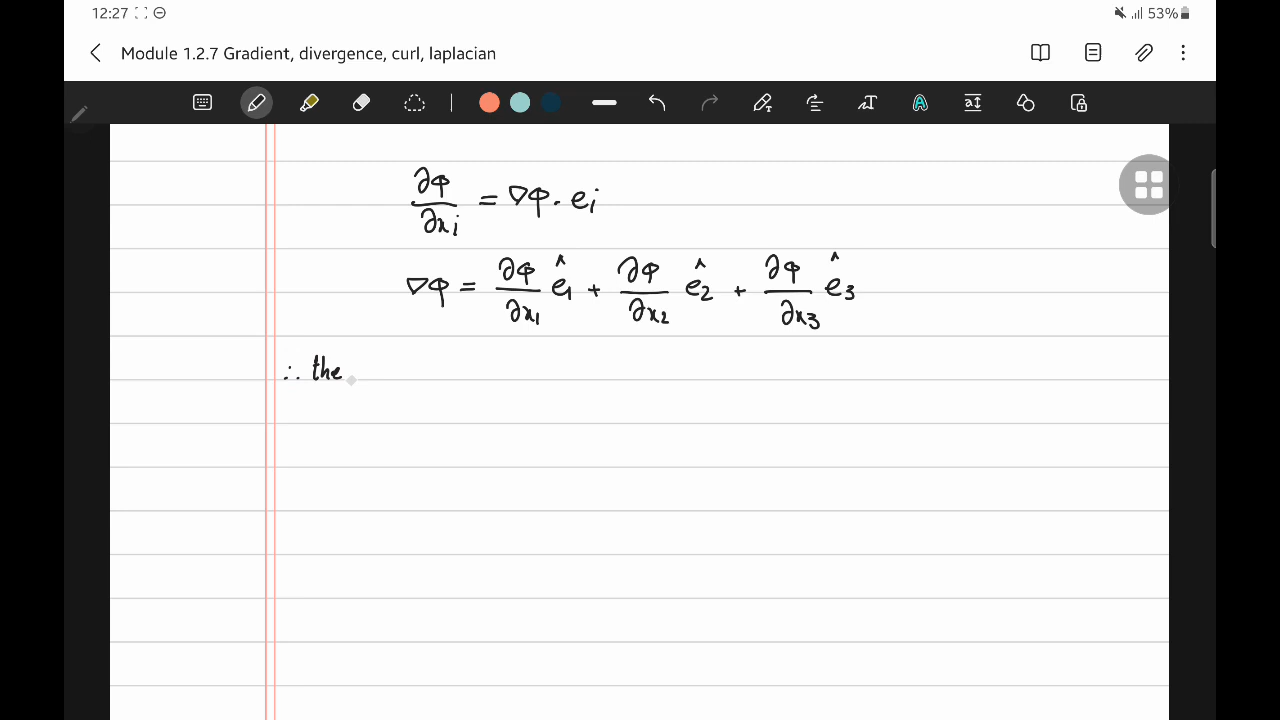 12:27
53%
Module 1.2.7 Gradient, divergence, curl, laplacian
∂φ/∂xi = ∇φ · ei
∇φ = ∂φ/∂x1 ê1 + ∂φ/∂x2 ê2 + ∂φ/∂x3 ê3
∴ the